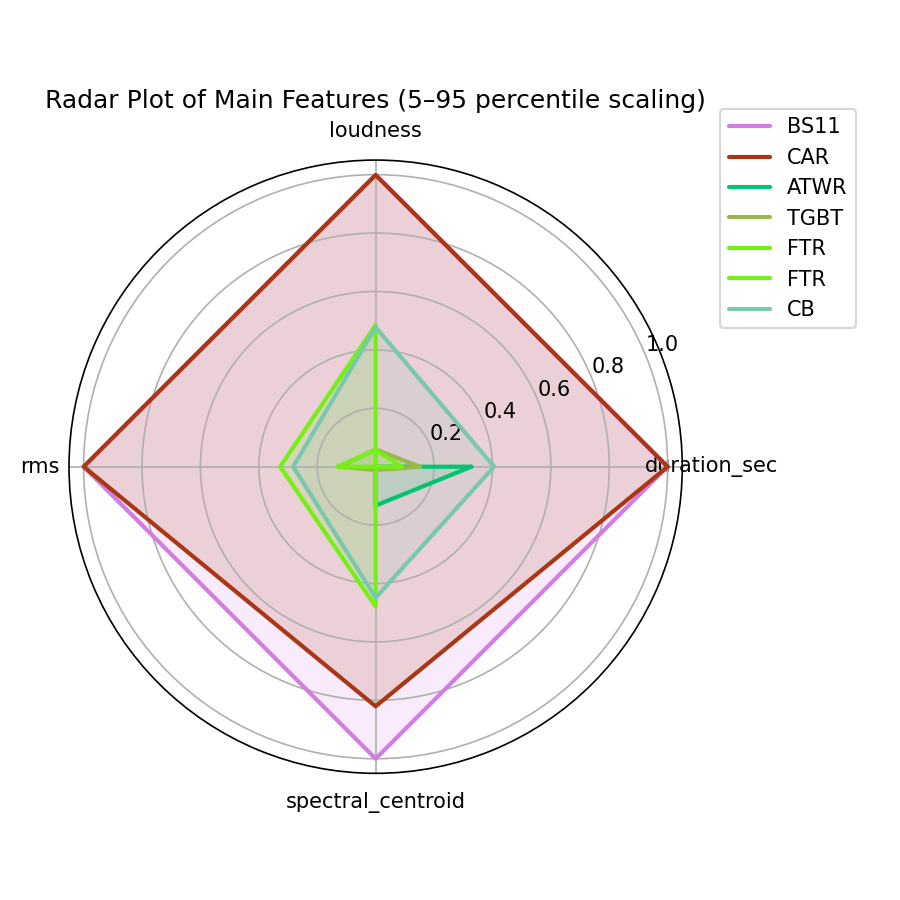 Radar Plot of Main Features (5–95 percentile scaling)
loudness
BS11
CAR
ATWR
TGBT
FTR
FTR
CB
1.0
0.8
0.6
0.4
0.2
rms
duration_sec
spectral_centroid